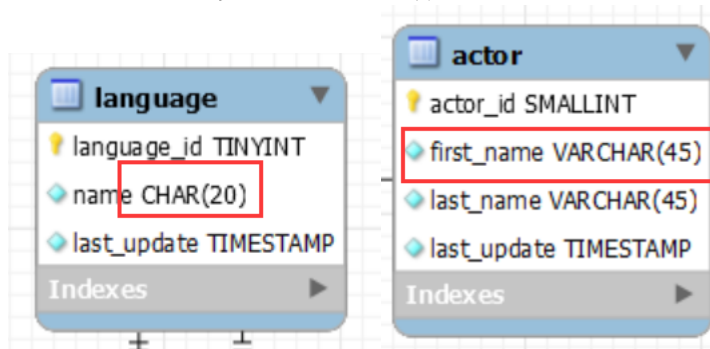 language
language_id TINYINT
name CHAR(20)
last_update TIMESTAMP
Indexes
actor
actor_id SMALLINT
first_name VARCHAR(45)
last_name VARCHAR(45)
last_update TIMESTAMP
Indexes